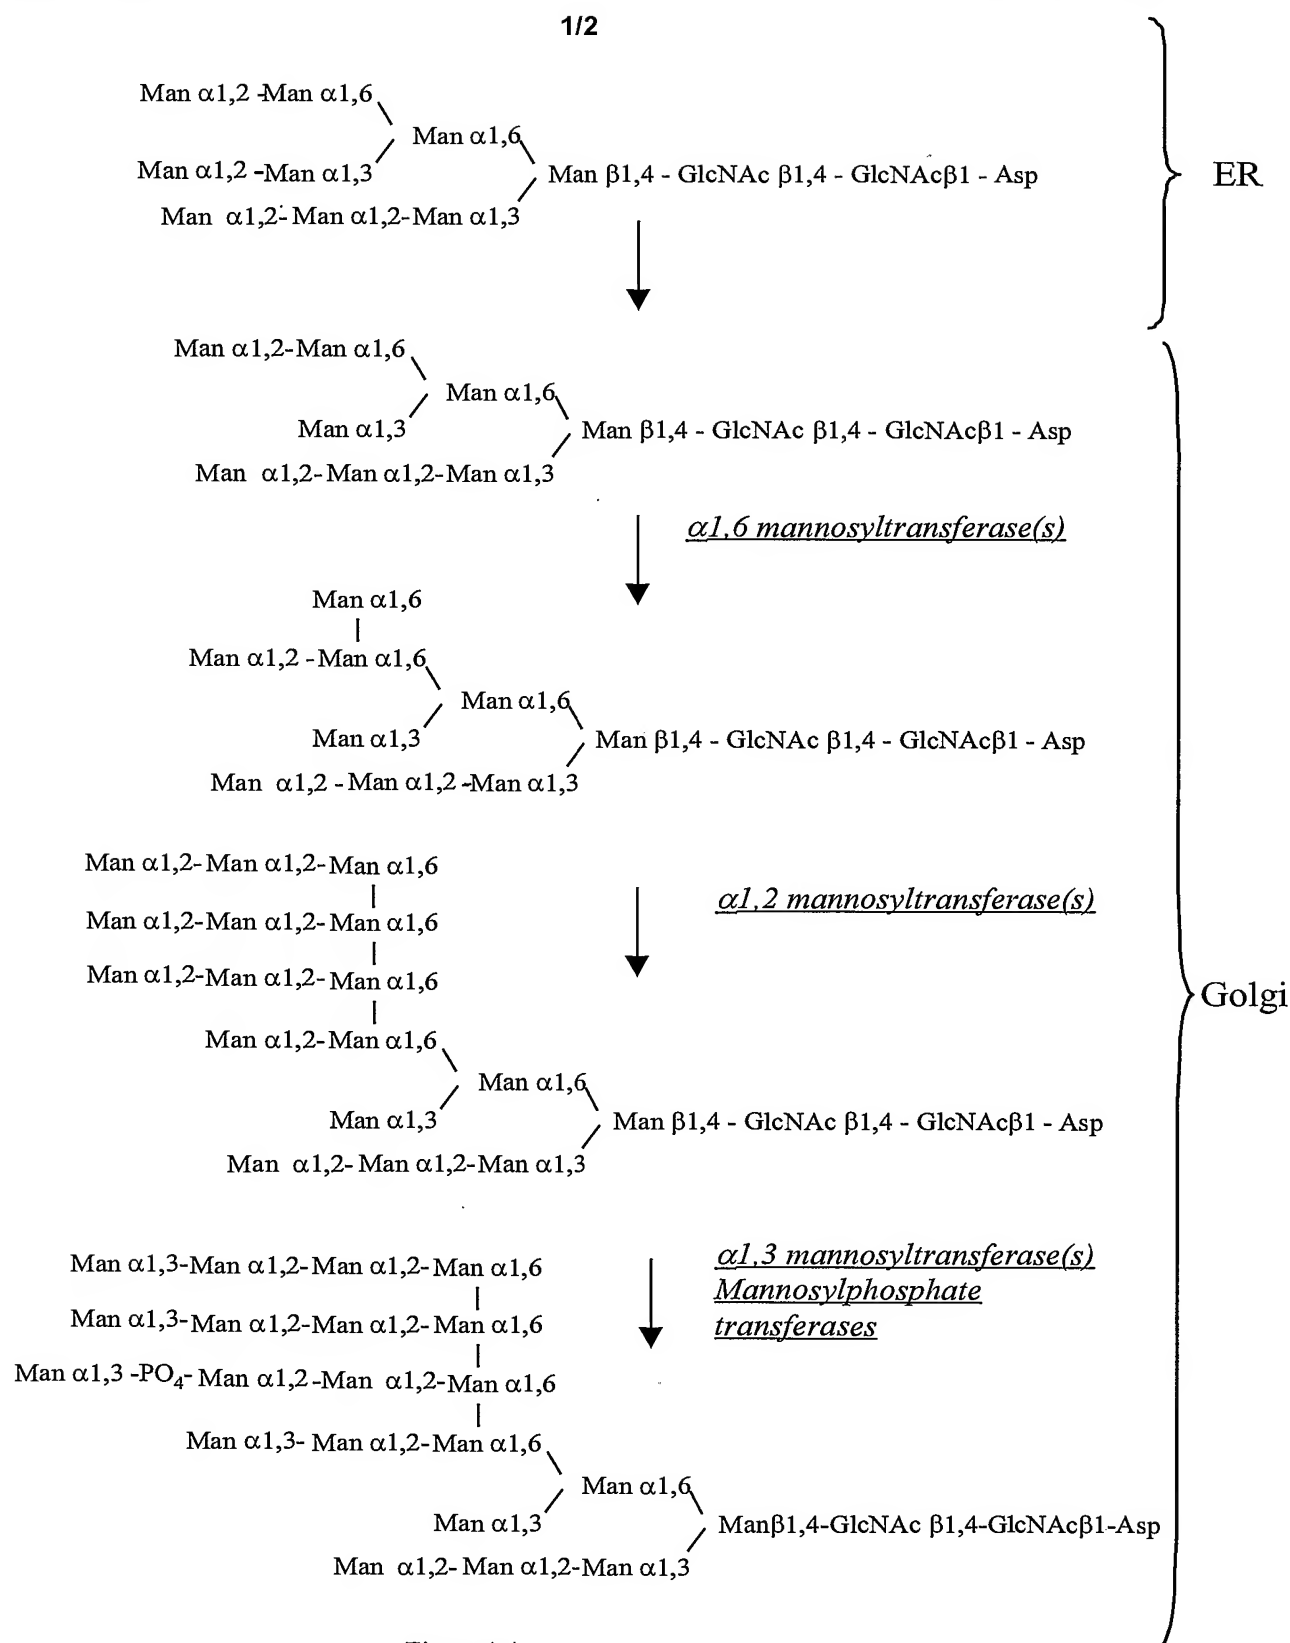 1/2
Man α1,2 -Man α1,6
Man α1,6
Man α1,2 -Man α1,3
Man β1,4 - GlcNAc β1,4 - GlcNAcβ1 - Asp
ER
Man α1,2- Man α1,2-Man α1,3
Man α1,2-Man α1,6
Man α1,6
Man α1,3
Man β1,4 - GlcNAc β1,4 - GlcNAcβ1 - Asp
Man α1,2- Man α1,2-Man α1,3
α1,6 mannosyltransferase(s)
Man α1,6
Man α1,2 -Man α1,6
Man α1,6
Man α1,3
Man β1,4 - GlcNAc β1,4 - GlcNAcβ1 - Asp
Man α1,2 - Man α1,2 -Man α1,3
Man α1,2- Man α1,2- Man α1,6
α1,2 mannosyltransferase(s)
Man α1,2- Man α1,2- Man α1,6
Man α1,2-Man α1,2- Man α1,6
Golgi
Man α1,2- Man α1,6
Man α1,6
Man α1,3
Man β1,4 - GlcNAc β1,4 - GlcNAcβ1 - Asp
Man α1,2- Man α1,2-Man α1,3
Man α1,3-Man α1,2-Man α1,2- Man α1,6
α1,3 mannosyltransferase(s)
Mannosylphosphate
transferases
Man α1,3- Man α1,2-Man α1,2- Man α1,6
Man α1,3 -PO4- Man α1,2-Man α1,2-Man α1,6
Man α1,3- Man α1,2-Man α1,6
Man α1,6
Man α1,3
Manβ1,4-GlcNAc β1,4-GlcNAcβ1-Asp
Man α1,2- Man α1,2-Man α1,3